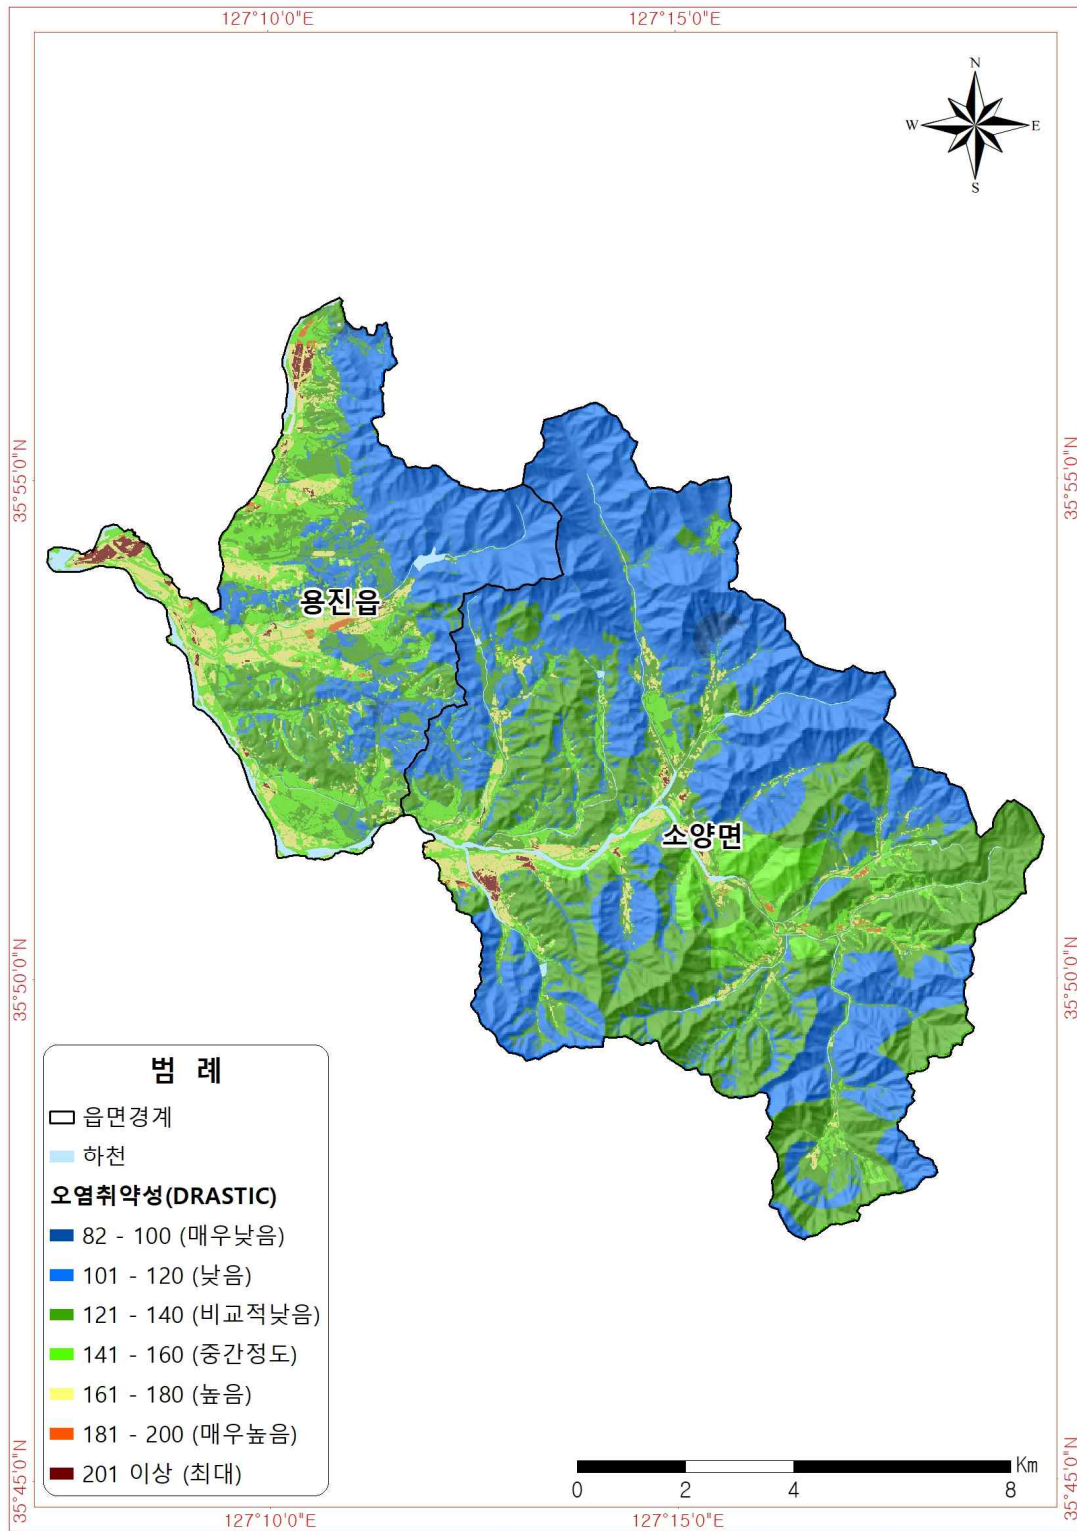 127°10'0"E 127°15'0"E
N
W E
S
35°55'0"N 35°55'0"N
용진읍
소양면
35°50'0"N 35°50'0"N
범 례
읍면경계
하천
오염취약성(DRASTIC)
82 - 100 (매우낮음)
101 - 120 (낮음)
121 - 140 (비교적낮음)
141 - 160 (중간정도)
161 - 180 (높음)
181 - 200 (매우높음)
201 이상 (최대)
35°45'0"N 35°45'0"N
Km
0 2 4 8
127°10'0"E 127°15'0"E